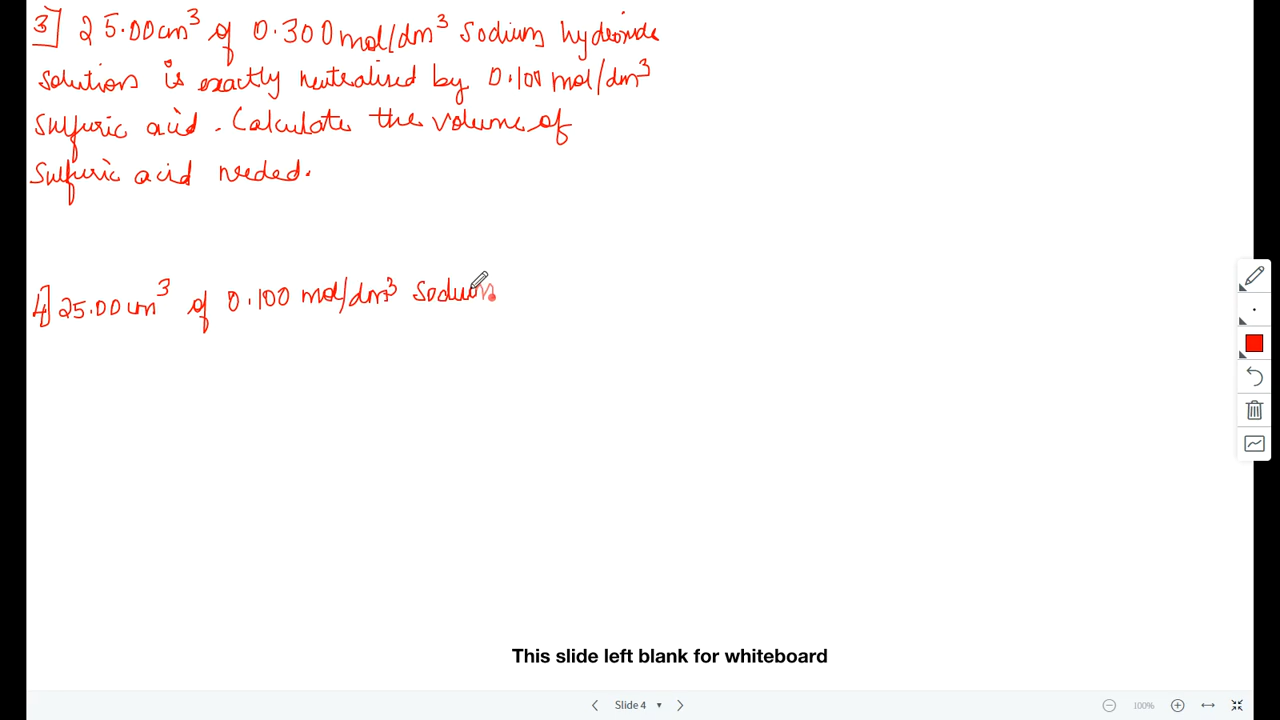 3] 25.00cm³ of 0.300 mol/dm³ sodium hydroxide
solution is exactly neutralised by 0.100 mol/dm³
sulfuric acid. Calculate the volume of
sulfuric acid needed.
4] 25.00cm³ of 0.100 mol/dm³ sodium
This slide left blank for whiteboard
Slide 4
100%